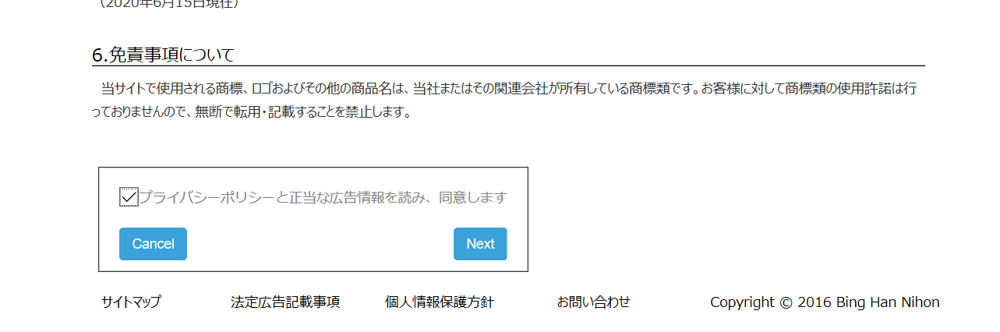 (2020年6月15日現在)
6.免責事項について
当サイトで使用される商標、ロゴおよびその他の商品名は、当社またはその関連会社が所有している商標類です。お客様に対して商標類の使用許諾は行
っておりませんので、無断で転用・記載することを禁止します。
プライバシーポリシーと正当な広告情報を読み、同意します
Cancel Next
サイトマップ 法定広告記載事項 個人情報保護方針 お問い合わせ Copyright © 2016 Bing Han Nihon